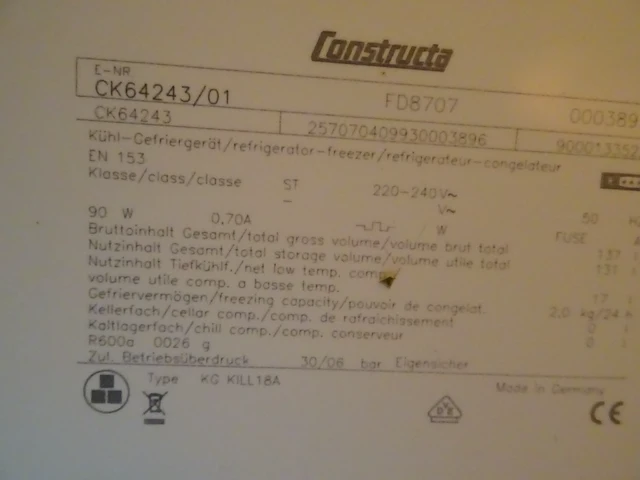 Constructa
E-NR.
CK64243/01 FD8707 000389
CK64243 257070409930003896 900013352
Kühl-Gefriergerät/refrigerator-freezer/refrigerateur-congelateur
EN 153
Klasse/class/classe ST 220-240V~ 50
- V~
90 W 0,70A W FUSE
Bruttoinhalt Gesamt/total gross volume/volume brut total 137 l
Nutzinhalt Gesamt/total storage volume/volume utile total 131 l
Nutzinhalt Tiefkühlf./net low temp. comp
volume utile comp. a basse temp. 17 l
Gefriervermögen/freezing capacity/pouvoir de congelat. 2,0 kg/24
Kellerfach/cellar comp./comp. de rafraichissement 0 l
Kaltlagerfach/chill comp./comp. conserveur 0 l
R600a 0026 g
Zul. Betriebsüberdruck 30/06 bar Eigensicher
Type KG KILL18A Made in Germany
VDE CE